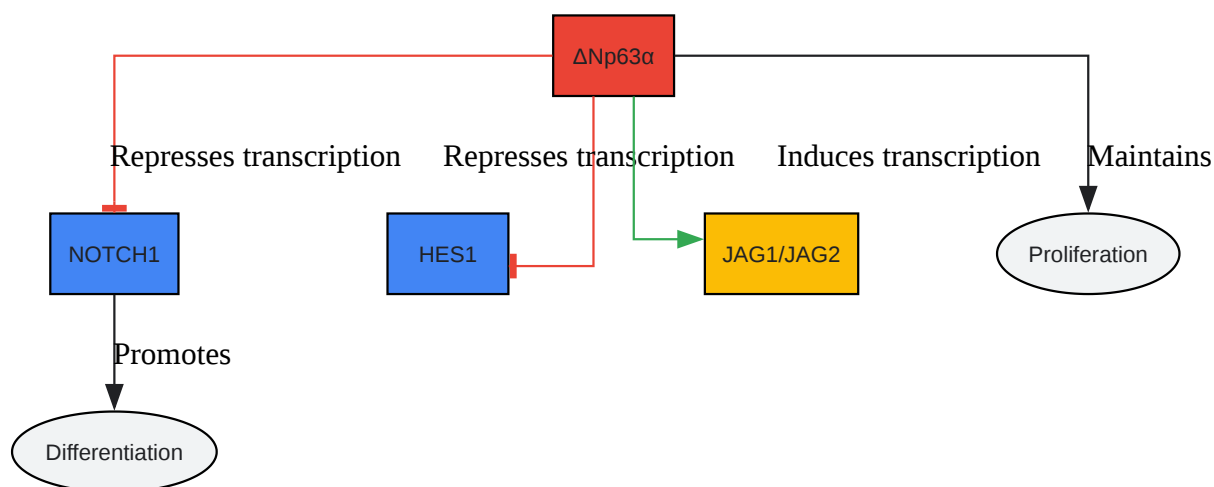 ΔNp63α
Represses transcription
Represses transcription
Induces transcription
Maintains
NOTCH1
HES1
JAG1/JAG2
Proliferation
Promotes
Differentiation